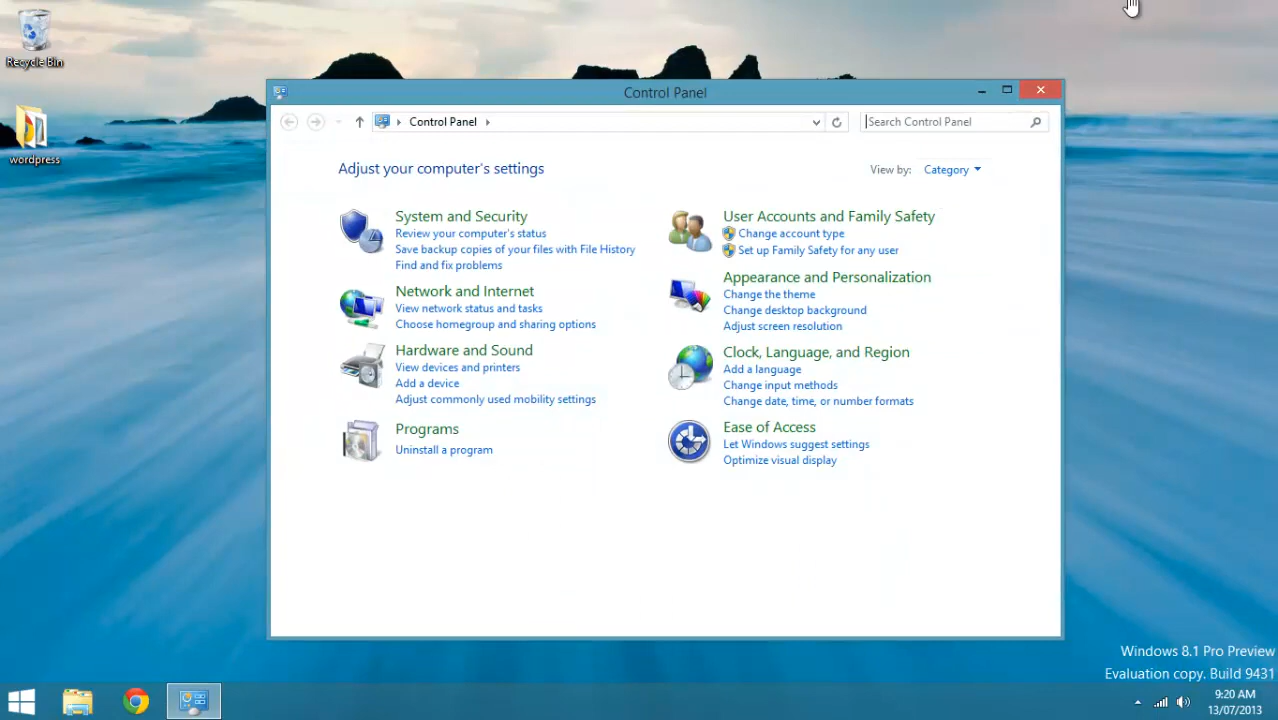 Recycle Bin
wordpress
Control Panel
Control Panel
Search Control Panel
Adjust your computer's settings
View by: Category
System and Security
Review your computer's status
Save backup copies of your files with File History
Find and fix problems
Network and Internet
View network status and tasks
Choose homegroup and sharing options
Hardware and Sound
View devices and printers
Add a device
Adjust commonly used mobility settings
Programs
Uninstall a program
User Accounts and Family Safety
Change account type
Set up Family Safety for any user
Appearance and Personalization
Change the theme
Change desktop background
Adjust screen resolution
Clock, Language, and Region
Add a language
Change input methods
Change date, time, or number formats
Ease of Access
Let Windows suggest settings
Optimize visual display
Windows 8.1 Pro Preview
Evaluation copy. Build 9431
9:20 AM
13/07/2013